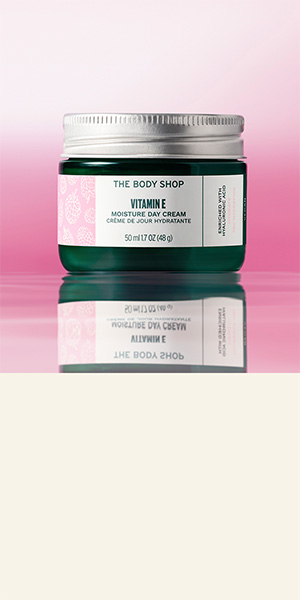 THE BODY SHOP
VITAMIN E
MOISTURE DAY CREAM
CRÈME DE JOUR HYDRATANTE
50 ml 1.7 OZ (48 g)
ENRICHED WITH
HYALURONIC ACID